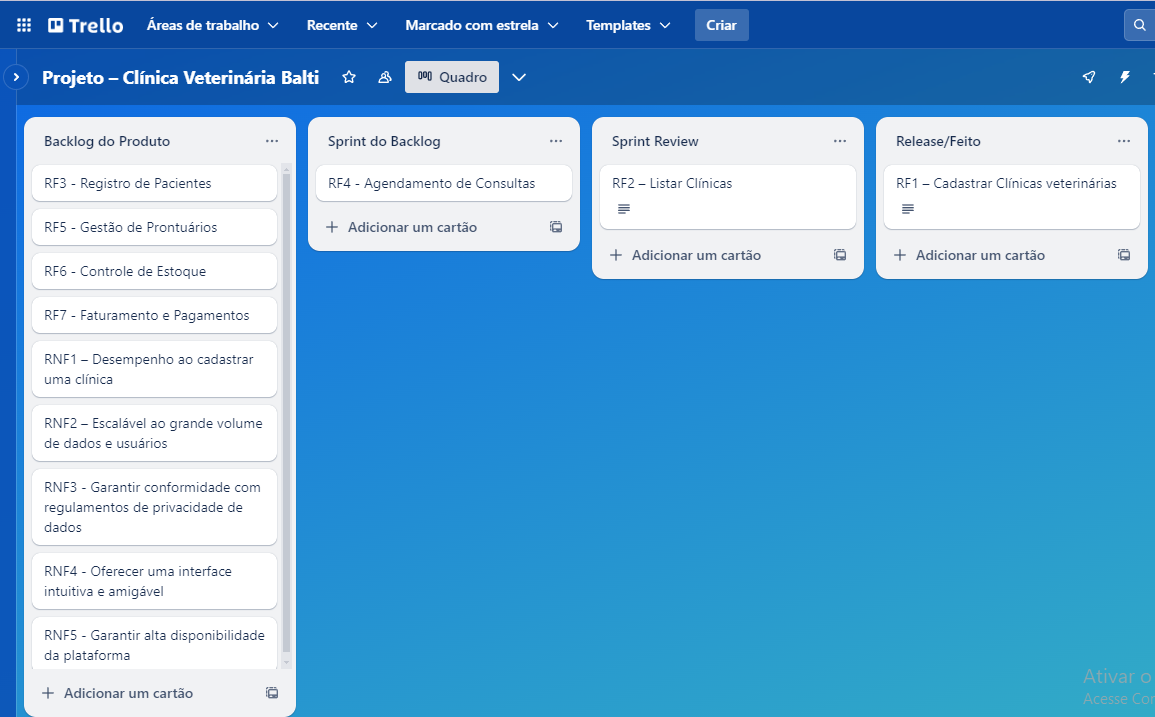 Trello Áreas de trabalho Recente Marcado com estrela Templates Criar
Projeto – Clínica Veterinária Balti Quadro
Backlog do Produto
RF3 - Registro de Pacientes
RF5 - Gestão de Prontuários
RF6 - Controle de Estoque
RF7 - Faturamento e Pagamentos
RNF1 – Desempenho ao cadastrar
uma clínica
RNF2 – Escalável ao grande volume
de dados e usuários
RNF3 - Garantir conformidade com
regulamentos de privacidade de
dados
RNF4 - Oferecer uma interface
intuitiva e amigável
RNF5 - Garantir alta disponibilidade
da plataforma
+ Adicionar um cartão
Sprint do Backlog
RF4 - Agendamento de Consultas
+ Adicionar um cartão
Sprint Review
RF2 – Listar Clínicas
+ Adicionar um cartão
Release/Feito
RF1 – Cadastrar Clínicas veterinárias
+ Adicionar um cartão
Ativar o
Acesse